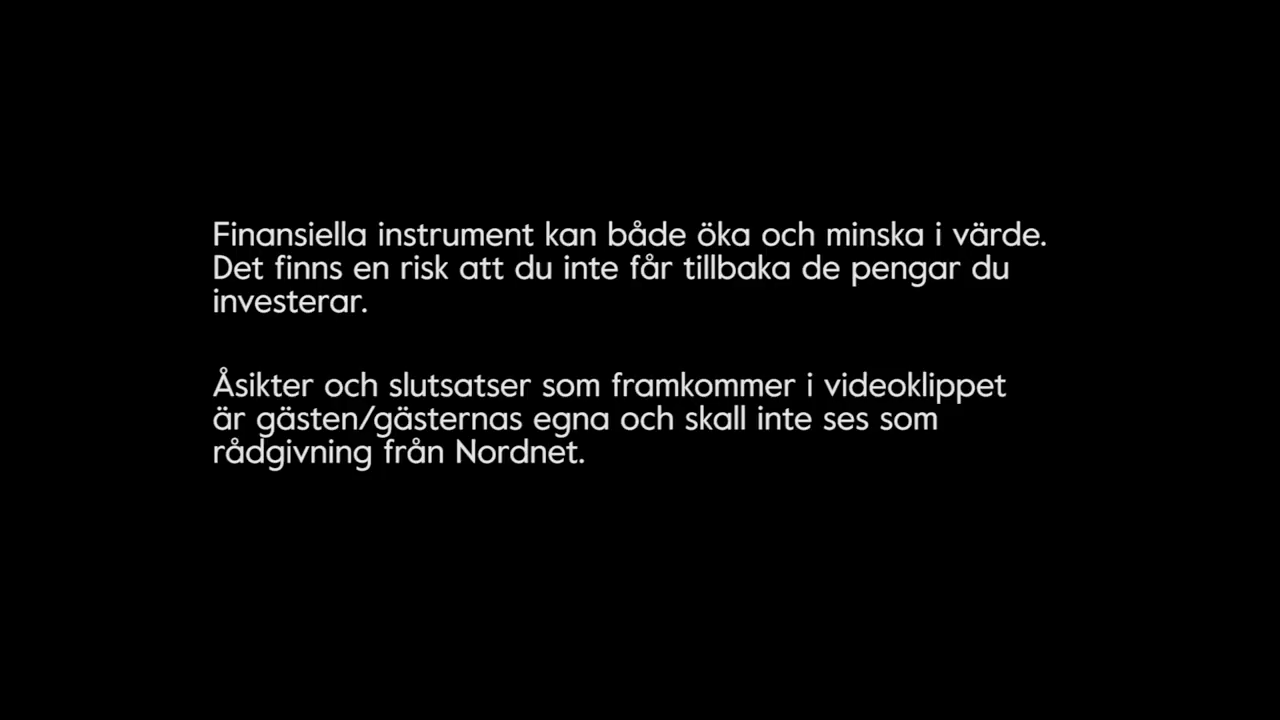 Finansiella instrument kan både öka och minska i värde.
Det finns en risk att du inte får tillbaka de pengar du
investerar.
Åsikter och slutsatser som framkommer i videoklippet
är gästen/gästernas egna och skall inte ses som
rådgivning från Nordnet.